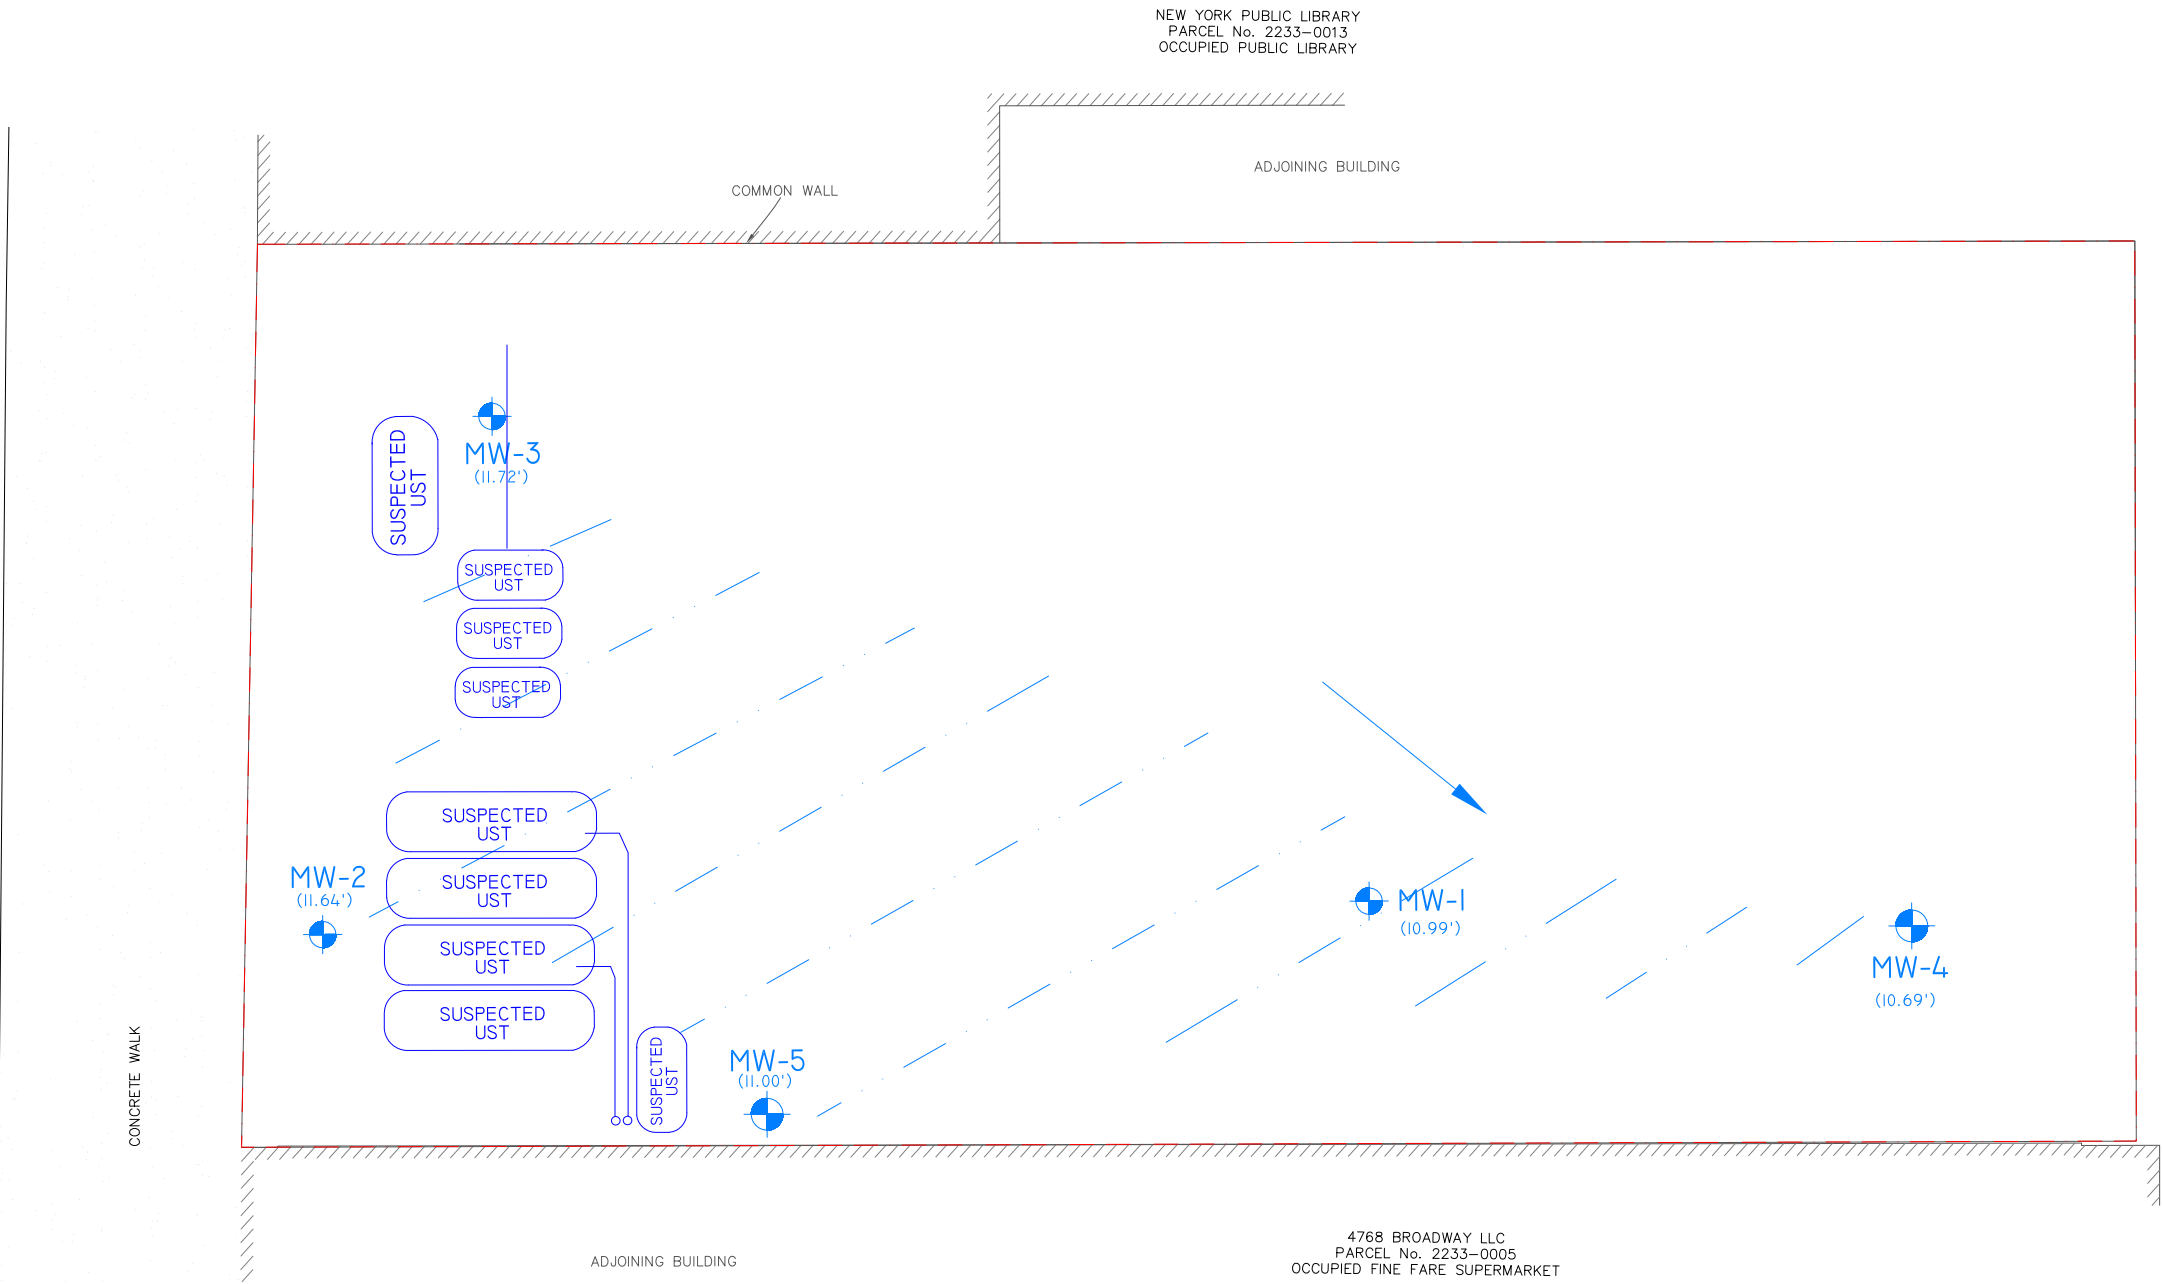 NEW YORK PUBLIC LIBRARY
PARCEL No. 2233-0013
OCCUPIED PUBLIC LIBRARY
ADJOINING BUILDING
COMMON WALL
MW-3
(11.72')
SUSPECTED
UST
SUSPECTED
UST
SUSPECTED
UST
SUSPECTED
UST
SUSPECTED
UST
SUSPECTED
UST
SUSPECTED
UST
SUSPECTED
UST
MW-2
(11.64')
MW-1
(10.99')
MW-4
(10.69')
SUSPECTED
UST
MW-5
(11.00')
CONCRETE WALK
ADJOINING BUILDING
4768 BROADWAY LLC
PARCEL No. 2233-0005
OCCUPIED FINE FARE SUPERMARKET